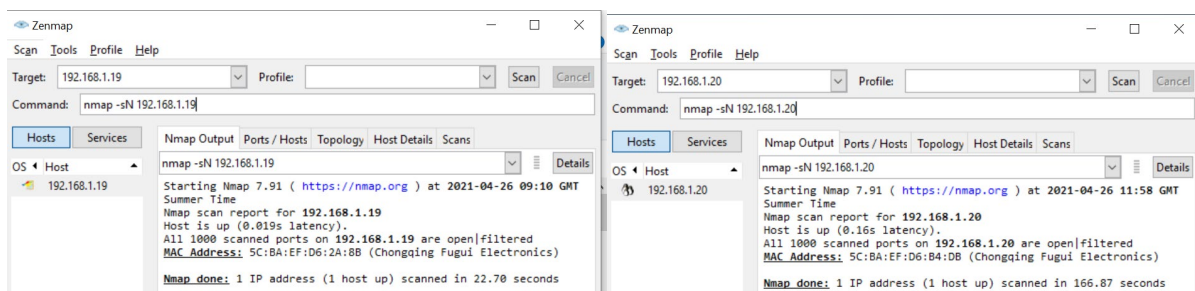 Zenmap
Scan Tools Profile Help
Target: 192.168.1.19 Profile: Scan Cancel
Command: nmap -sN 192.168.1.19
Hosts Services Nmap Output Ports / Hosts Topology Host Details Scans
OS Host nmap -sN 192.168.1.19 Details
192.168.1.19
Starting Nmap 7.91 ( https://nmap.org ) at 2021-04-26 09:10 GMT
Summer Time
Nmap scan report for 192.168.1.19
Host is up (0.019s latency).
All 1000 scanned ports on 192.168.1.19 are open|filtered
MAC Address: 5C:BA:EF:D6:2A:8B (Chongqing Fugui Electronics)
Nmap done: 1 IP address (1 host up) scanned in 22.70 seconds
Zenmap
Scan Tools Profile Help
Target: 192.168.1.20 Profile: Scan Cancel
Command: nmap -sN 192.168.1.20
Hosts Services Nmap Output Ports / Hosts Topology Host Details Scans
OS Host nmap -sN 192.168.1.20 Details
192.168.1.20
Starting Nmap 7.91 ( https://nmap.org ) at 2021-04-26 11:58 GMT
Summer Time
Nmap scan report for 192.168.1.20
Host is up (0.16s latency).
All 1000 scanned ports on 192.168.1.20 are open|filtered
MAC Address: 5C:BA:EF:D6:B4:DB (Chongqing Fugui Electronics)
Nmap done: 1 IP address (1 host up) scanned in 166.87 seconds